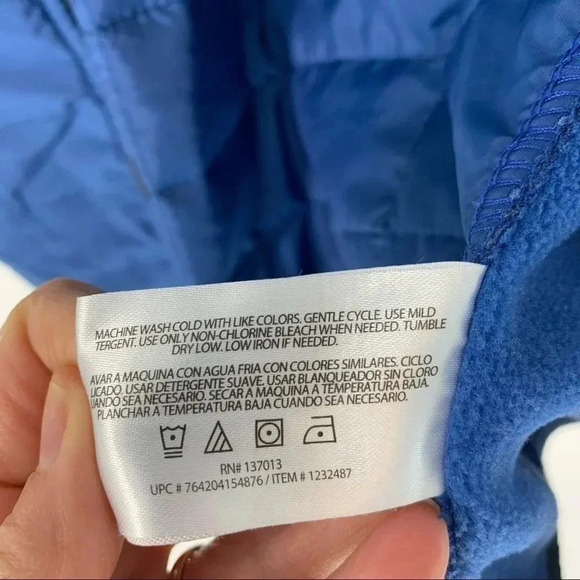 MACHINE WASH COLD WITH LIKE COLORS. GENTLE CYCLE. USE MILD
TERGENT. USE ONLY NON-CHLORINE BLEACH WHEN NEEDED. TUMBLE
DRY LOW. LOW IRON IF NEEDED.
AVAR A MAQUINA CON AGUA FRIA CON COLORES SIMILARES. CICLO
LICADO. USAR DETERGENTE SUAVE. USAR BLANQUEADOR SIN CLORO
UANDO SEA NECESARIO. SECAR A MAQUINA A TEMPERATURA BAJA.
PLANCHAR A TEMPERATURA BAJA CUANDO SEA NECESARIO.
RN# 137013
UPC # 764204154876 / ITEM # 1232487